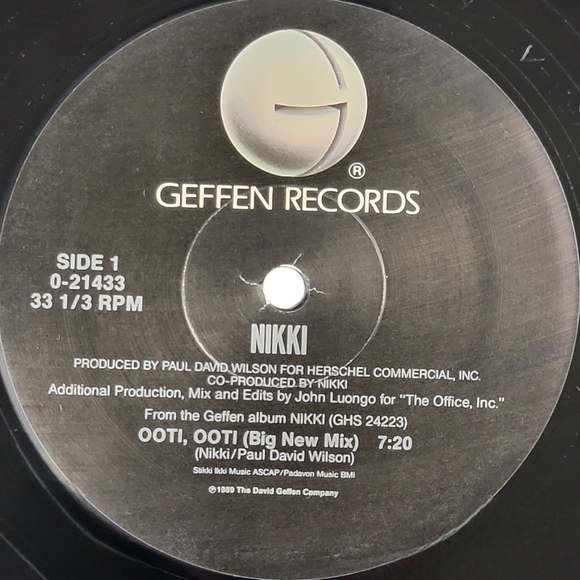 ®
GEFFEN RECORDS
SIDE 1
0-21433
33 1/3 RPM
NIKKI
PRODUCED BY PAUL DAVID WILSON FOR HERSCHEL COMMERCIAL, INC.
CO-PRODUCED BY NIKKI
Additional Production, Mix and Edits by John Luongo for "The Office, Inc."
From the Geffen album NIKKI (GHS 24223)
OOTI, OOTI (Big New Mix) 7:20
(Nikki/Paul David Wilson)
Stikki Ikki Music ASCAP/Padavon Music BMI
℗1989 The David Geffen Company